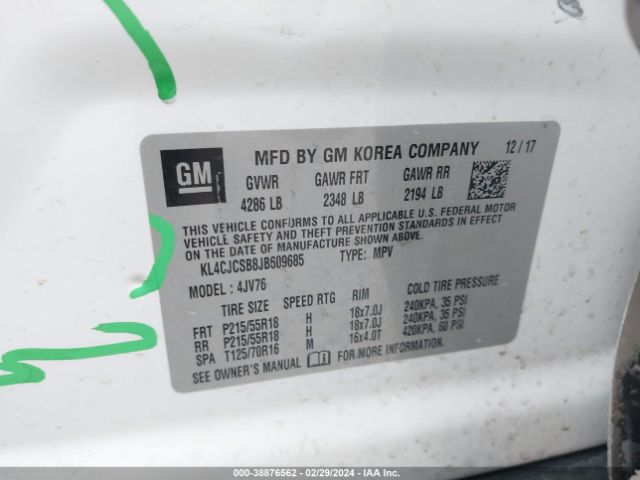 GM
MFD BY GM KOREA COMPANY 12/17
GVWR GAWR FRT GAWR RR
4286 LB 2348 LB 2194 LB
THIS VEHICLE CONFORMS TO ALL APPLICABLE U.S. FEDERAL MOTOR
VEHICLE SAFETY AND THEFT PREVENTION STANDARDS IN EFFECT
ON THE DATE OF MANUFACTURE SHOWN ABOVE.
KL4CJCSB8JB609685 TYPE: MPV
MODEL: 4JV76
TIRE SIZE SPEED RTG RIM COLD TIRE PRESSURE
FRT P215/55R18 H 18x7.0J 240KPA, 35 PSI
RR P215/55R18 H 18x7.0J 240KPA, 35 PSI
SPA T125/70R16 M 16x4.0T 420KPA, 60 PSI
SEE OWNER'S MANUAL FOR MORE INFORMATION.
000-38876562 - 02/29/2024 - IAA Inc.